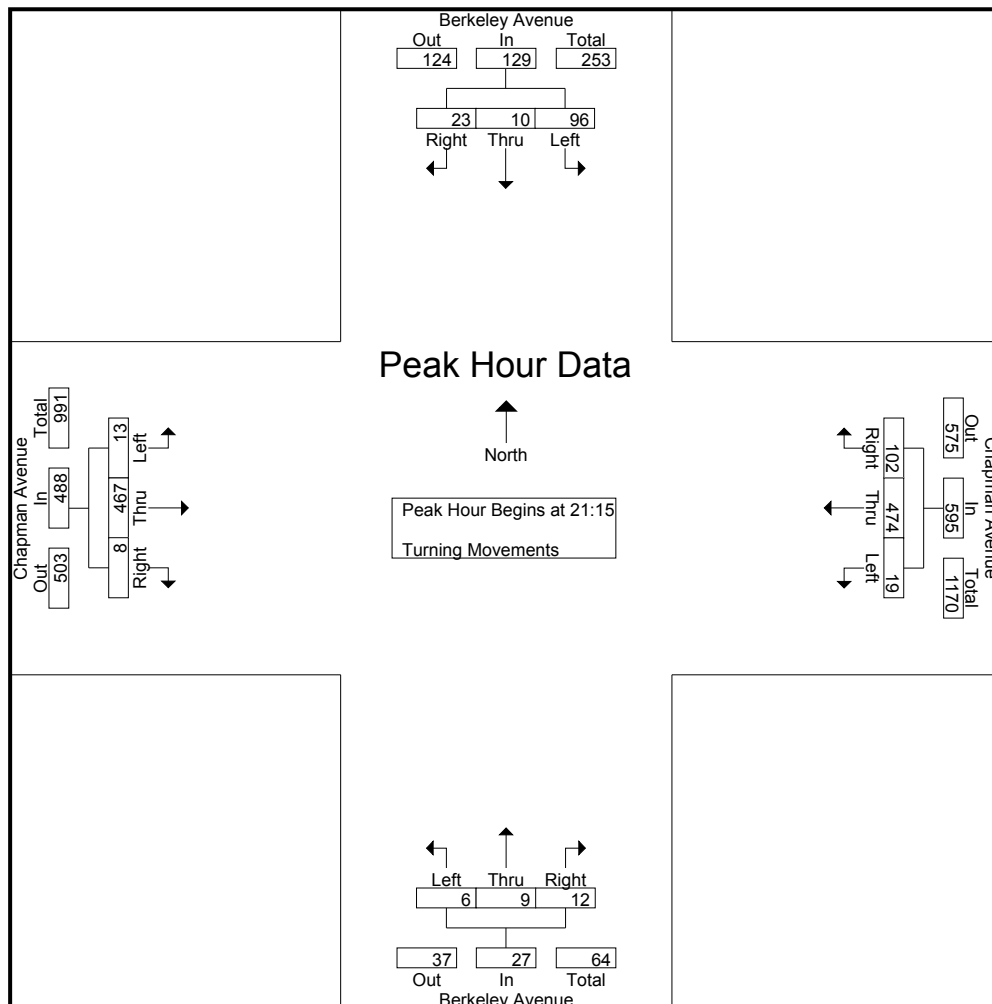 Berkeley Avenue
Out In Total
124 129 253
23 10 96
Right Thru Left
Peak Hour Data
North
Peak Hour Begins at 21:15
Turning Movements
Chapman Avenue
Out In Total
503 488 991
8 467 13
Right Thru Left
Chapman Avenue
Out In Total
575 595 1170
102 474 19
Right Thru Left
Left Thru Right
6 9 12
37 27 64
Out In Total
Berkeley Avenue